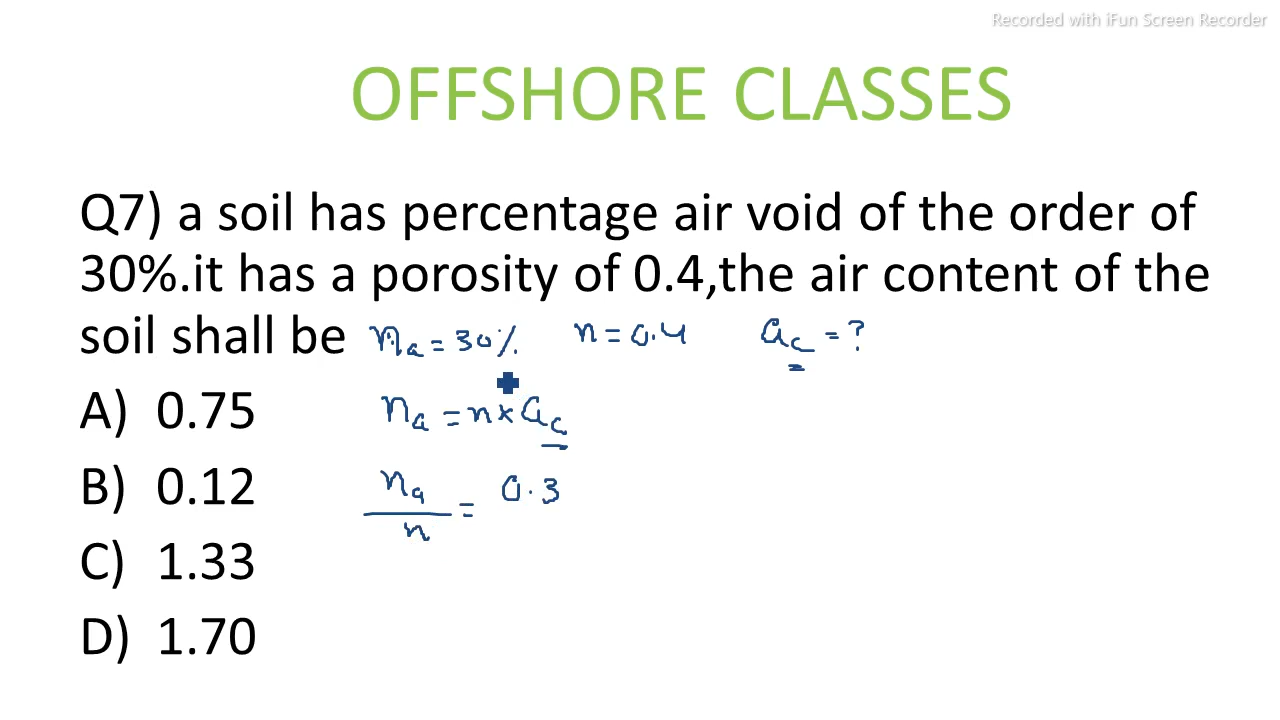 Recorded with iFun Screen Recorder
OFFSHORE CLASSES
Q7) a soil has percentage air void of the order of
30%.it has a porosity of 0.4,the air content of the
soil shall be na = 30% n = 0.4 ac = ?
A) 0.75
na = n × ac
B) 0.12
na/n = 0.3
C) 1.33
D) 1.70